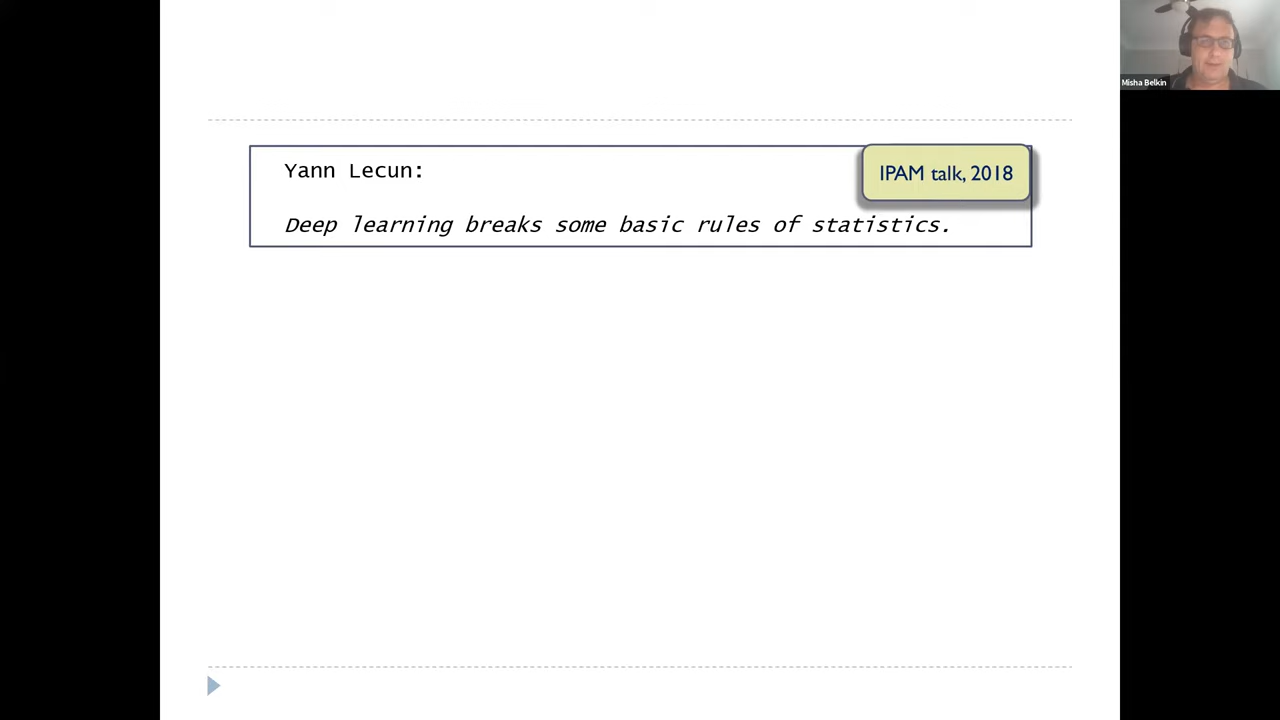 Yann Lecun:
IPAM talk, 2018
Deep learning breaks some basic rules of statistics.
Misha Belkin